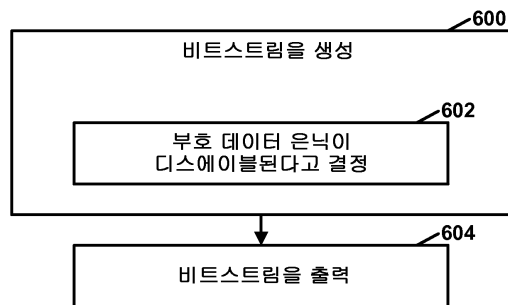 600
비트스트림을 생성
602
부호 데이터 은닉이
디스에이블된다고 결정
604
비트스트림을 출력